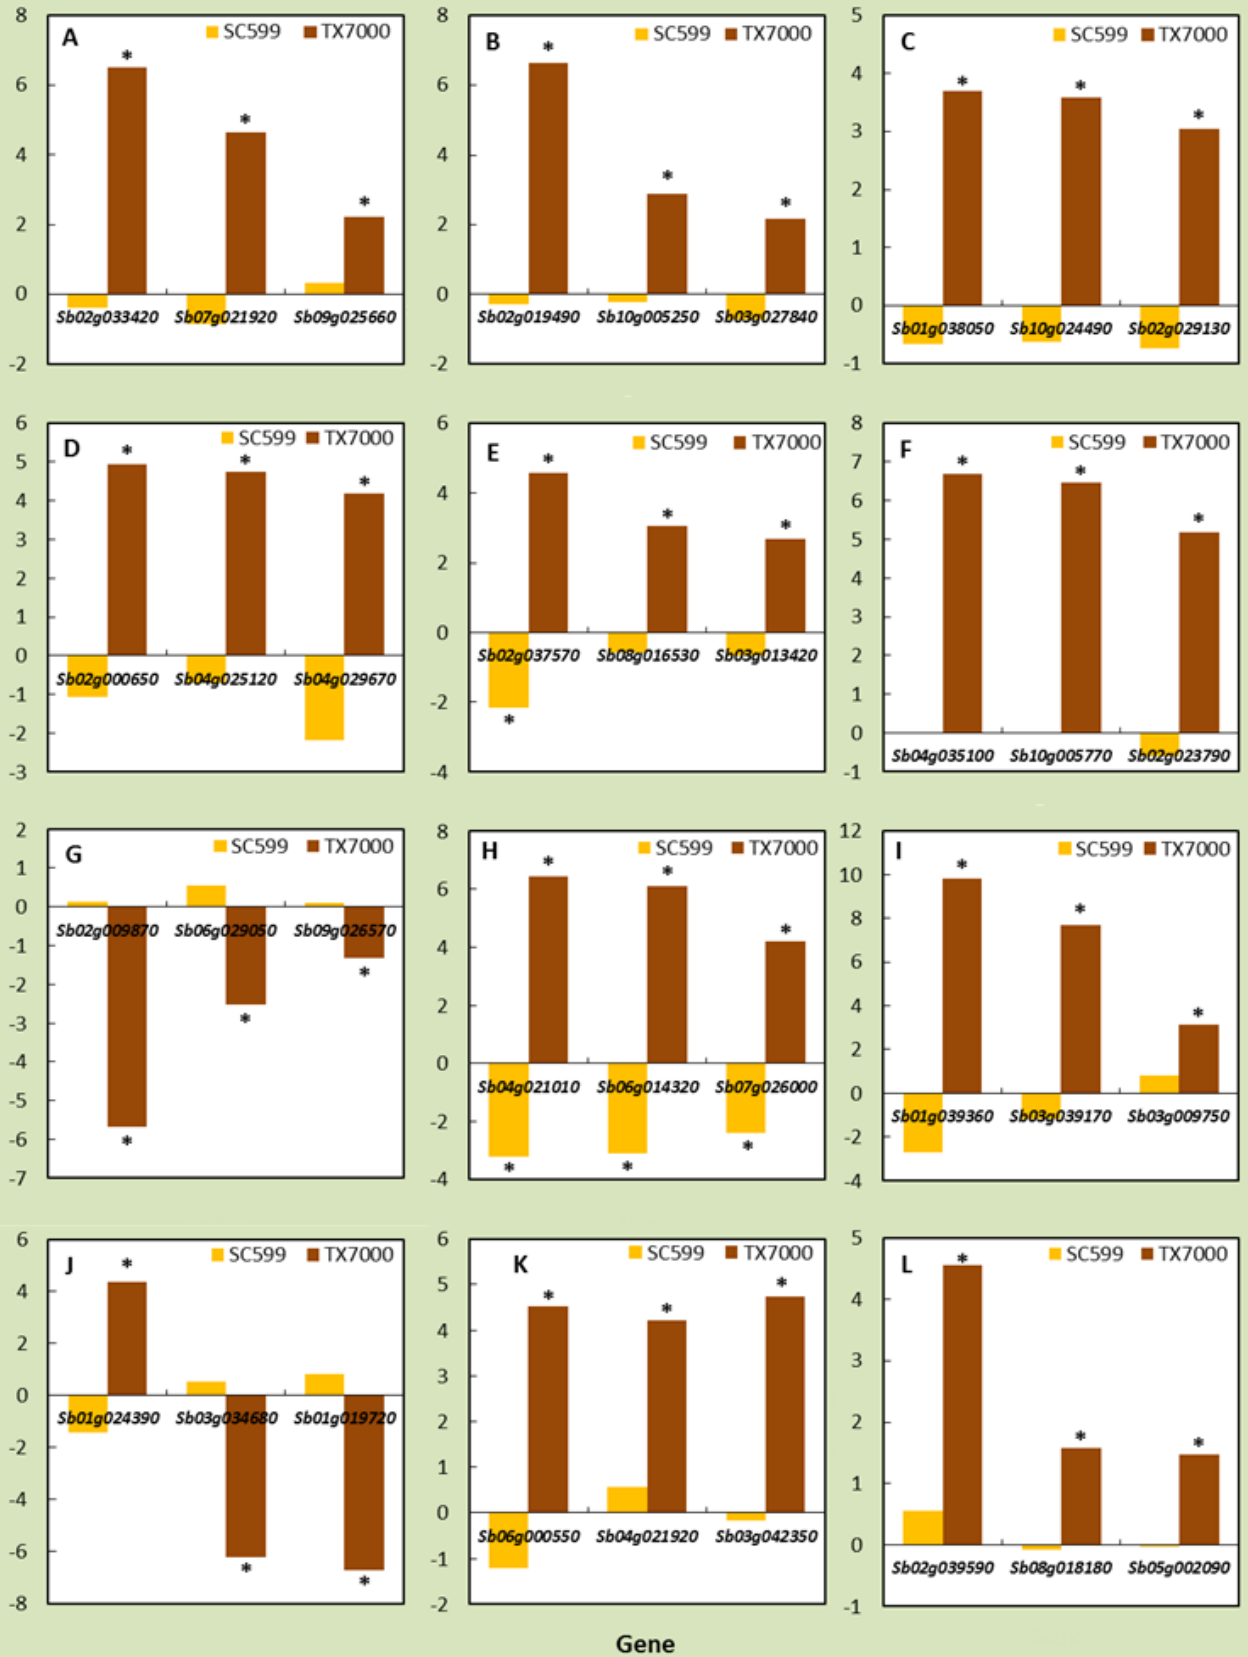 A
SC599 TX7000
8
6
4
2
0
-2
* * *
Sb02g033420 Sb07g021920 Sb09g025660
B
SC599 TX7000
8
6
4
2
0
-2
* * *
Sb02g019490 Sb10g005250 Sb03g027840
C
SC599 TX7000
5
4
3
2
1
0
-1
* * *
Sb01g038050 Sb10g024490 Sb02g029130
D
SC599 TX7000
6
5
4
3
2
1
0
-1
-2
-3
* * *
Sb02g000650 Sb04g025120 Sb04g029670
E
SC599 TX7000
6
4
2
0
-2
-4
* * *
Sb02g037570 Sb08g016530 Sb03g013420
*
F
SC599 TX7000
8
7
6
5
4
3
2
1
0
-1
* * *
Sb04g035100 Sb10g005770 Sb02g023790
G
SC599 TX7000
2
1
0
-1
-2
-3
-4
-5
-6
-7
Sb02g009870 Sb06g029050 Sb09g026570
* * *
H
SC599 TX7000
8
6
4
2
0
-2
-4
* * *
Sb04g021010 Sb06g014320 Sb07g026000
* * *
I
SC599 TX7000
12
10
8
6
4
2
0
-2
-4
* * *
Sb01g039360 Sb03g039170 Sb03g009750
J
SC599 TX7000
6
4
2
0
-2
-4
-6
-8
*
Sb01g024390 Sb03g034680 Sb01g019720
* *
K
SC599 TX7000
6
5
4
3
2
1
0
-1
-2
* * *
Sb06g000550 Sb04g021920 Sb03g042350
L
SC599 TX7000
5
4
3
2
1
0
-1
* * *
Sb02g039590 Sb08g018180 Sb05g002090
Gene